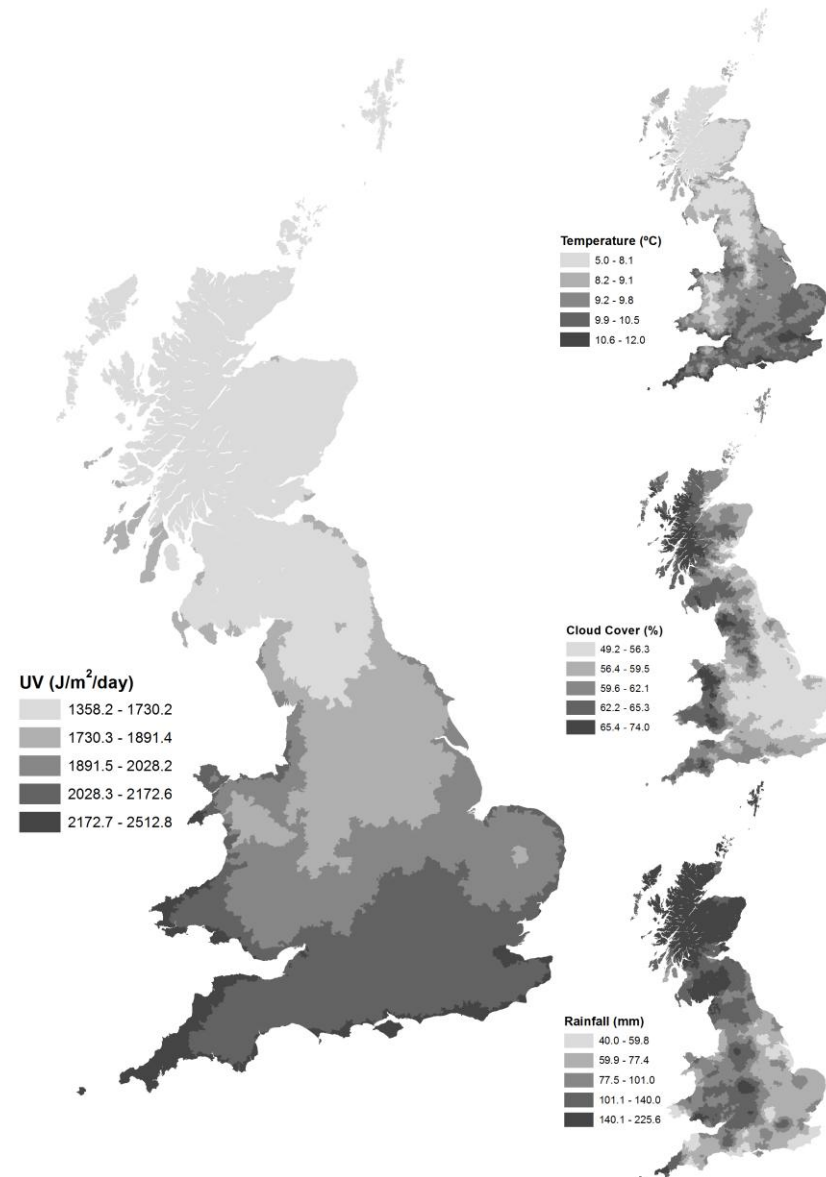 Temperature (ºC)
5.0 - 8.1
8.2 - 9.1
9.2 - 9.8
9.9 - 10.5
10.6 - 12.0
Cloud Cover (%)
49.2 - 56.3
56.4 - 59.5
59.6 - 62.1
62.2 - 65.3
65.4 - 74.0
UV (J/m²/day)
1358.2 - 1730.2
1730.3 - 1891.4
1891.5 - 2028.2
2028.3 - 2172.6
2172.7 - 2512.8
Rainfall (mm)
40.0 - 59.8
59.9 - 77.4
77.5 - 101.0
101.1 - 140.0
140.1 - 225.6